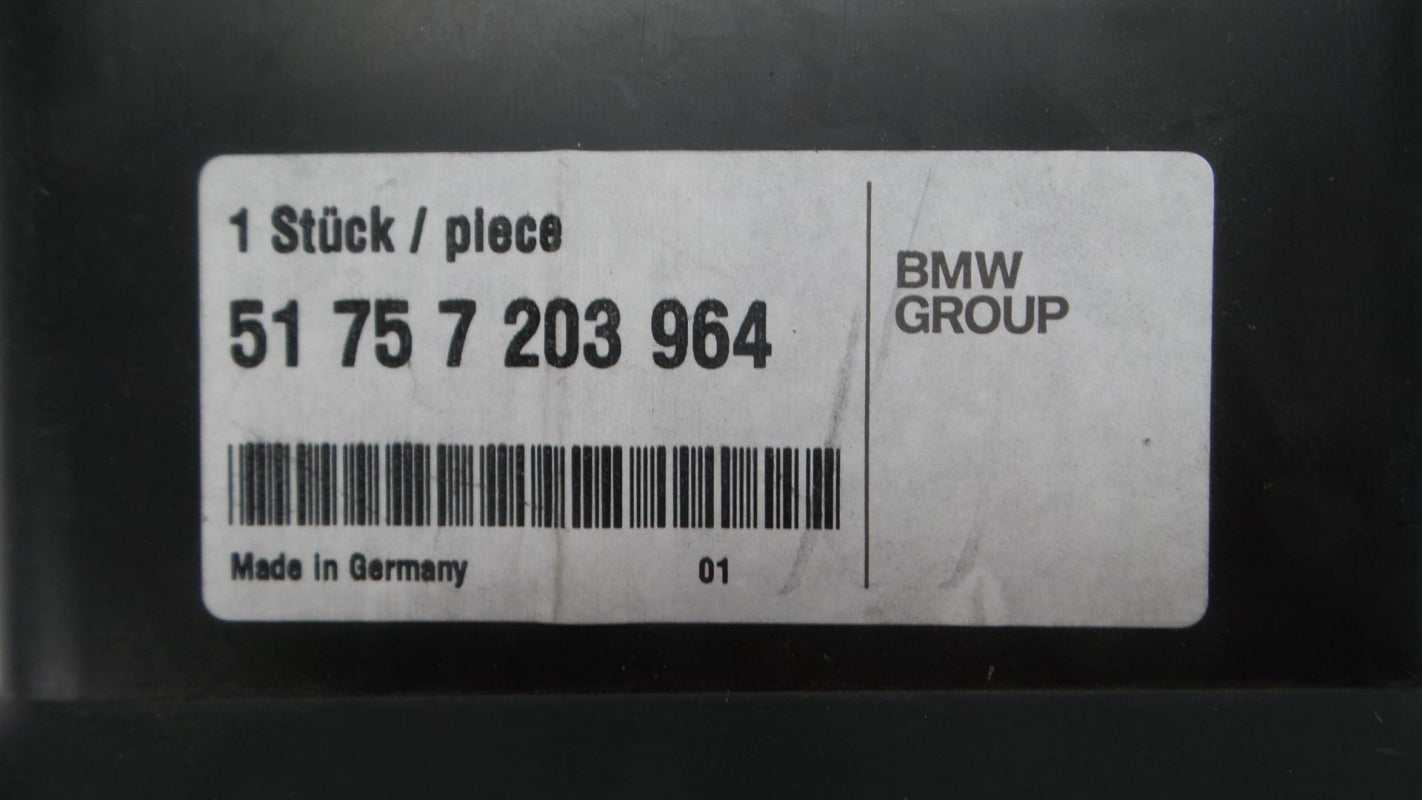 1 Stück / piece
51 75 7 203 964
Made in Germany
01
BMW
GROUP